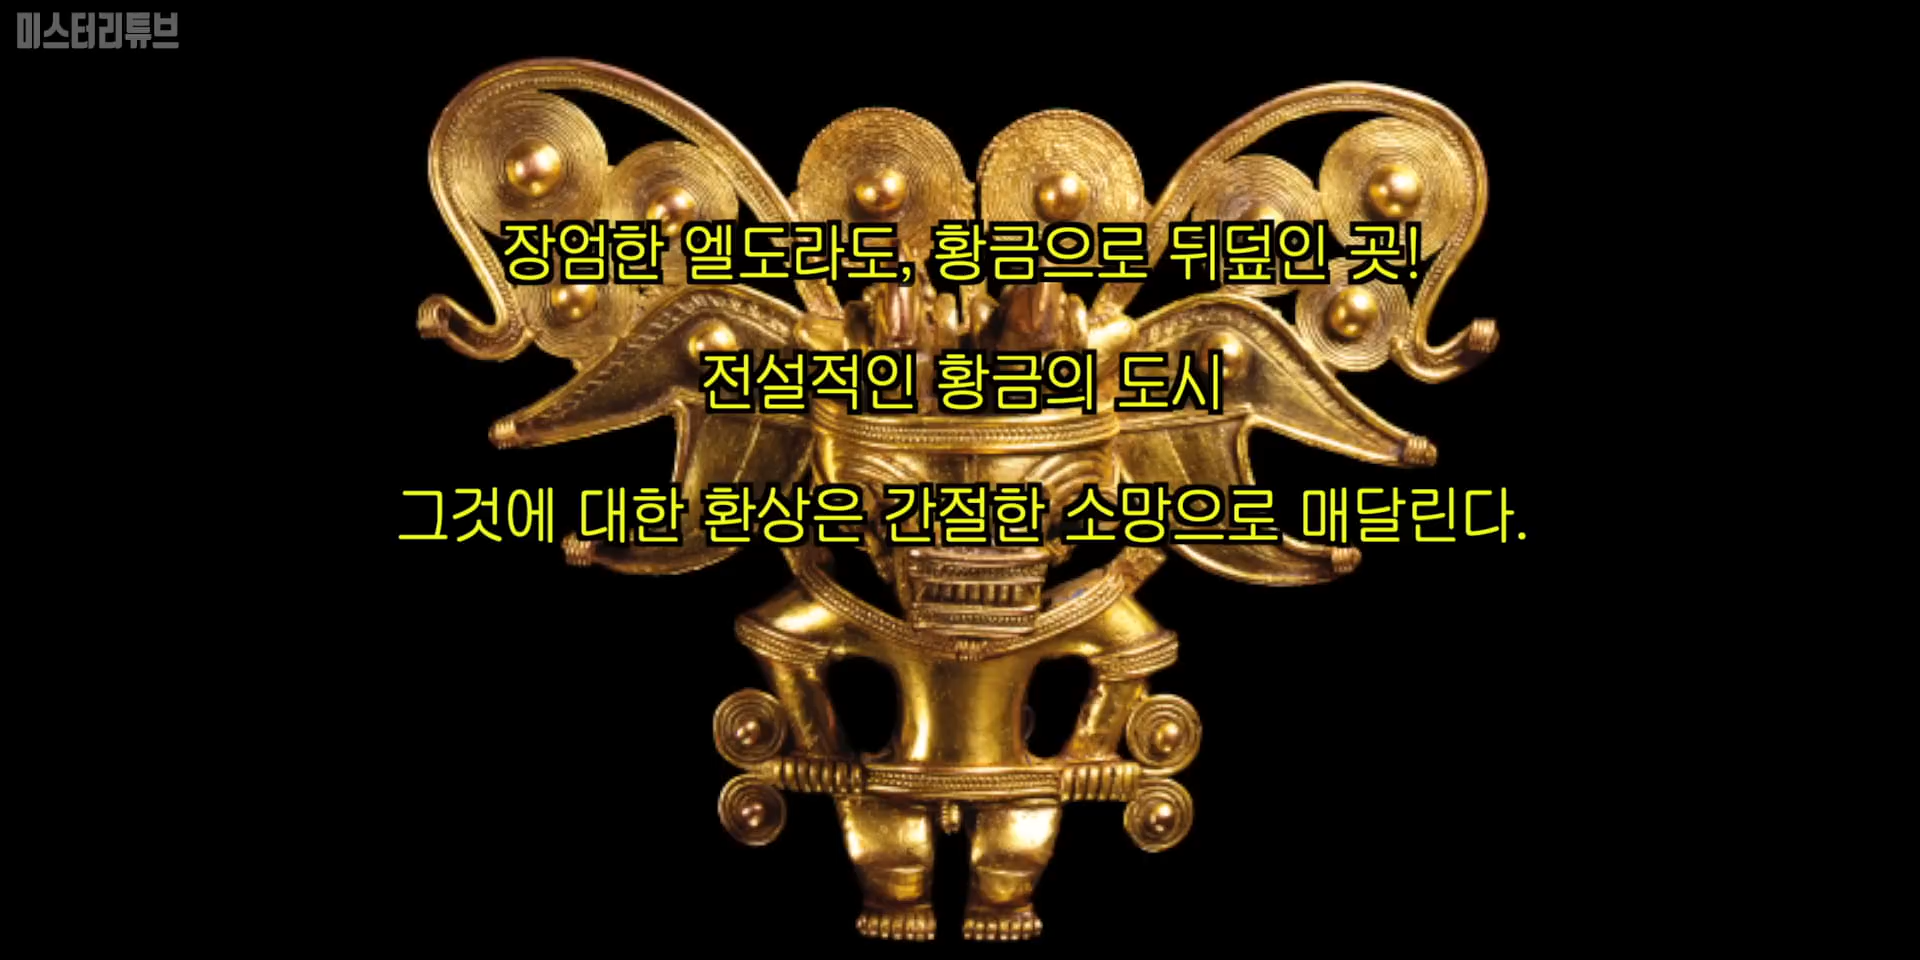 미스터리튜브
장엄한 엘도라도, 황금으로 뒤덮인 곳!
전설적인 황금의 도시
그것에 대한 환상은 간절한 소망으로 매달린다.